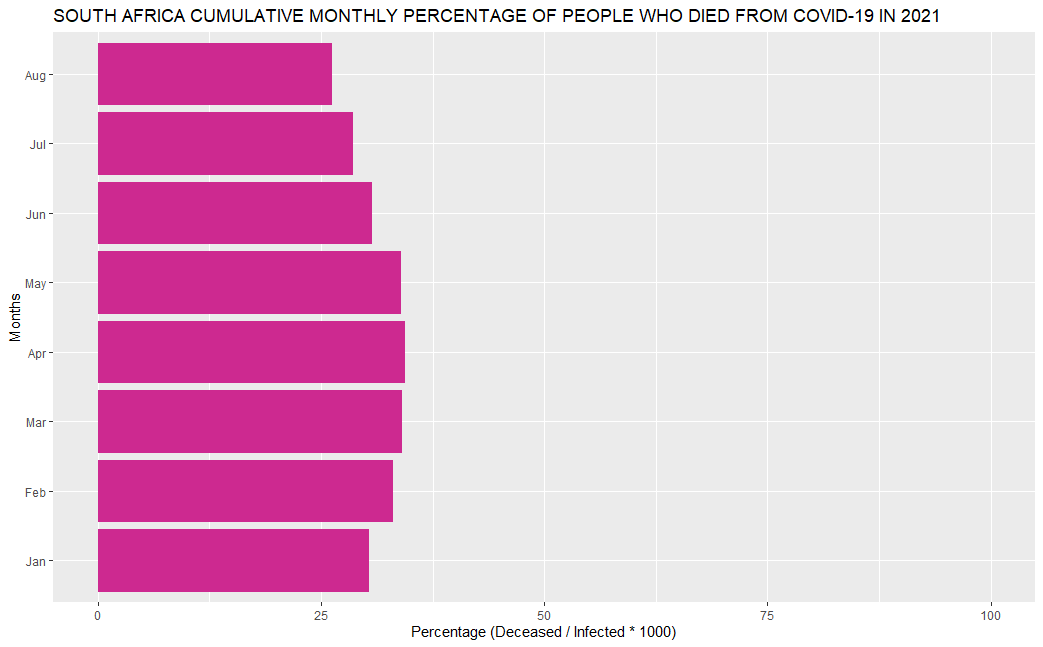 SOUTH AFRICA CUMULATIVE MONTHLY PERCENTAGE OF PEOPLE WHO DIED FROM COVID-19 IN 2021
Months
Aug
Jul
Jun
May
Apr
Mar
Feb
Jan
0 25 50 75 100
Percentage (Deceased / Infected * 1000)